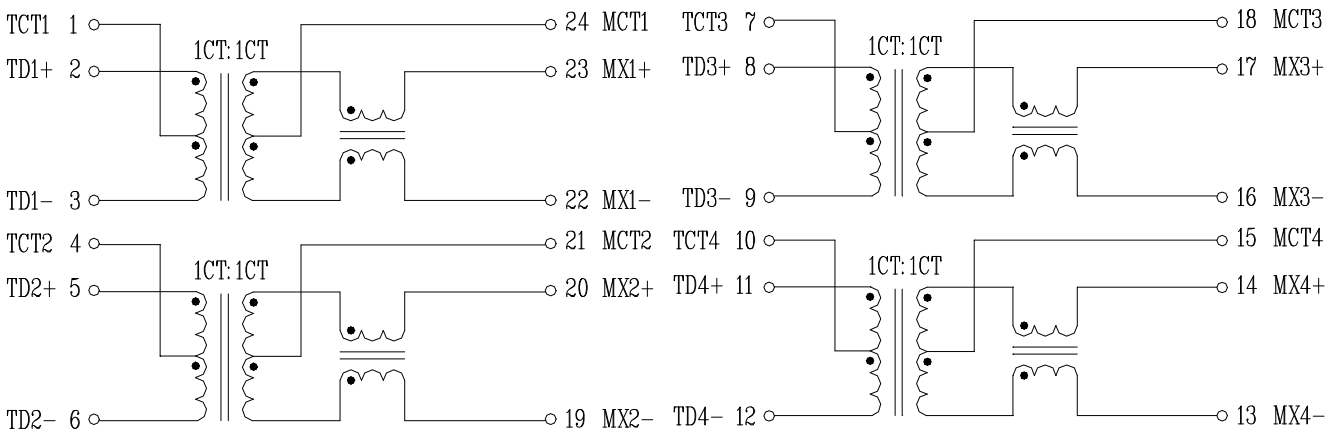 TCT1 1 24 MCT1
1CT:1CT
TD1+ 2 23 MX1+
TD1- 3 22 MX1-
TCT2 4 21 MCT2
1CT:1CT
TD2+ 5 20 MX2+
TD2- 6 19 MX2-
TCT3 7 18 MCT3
1CT:1CT
TD3+ 8 17 MX3+
TD3- 9 16 MX3-
TCT4 10 15 MCT4
1CT:1CT
TD4+ 11 14 MX4+
TD4- 12 13 MX4-